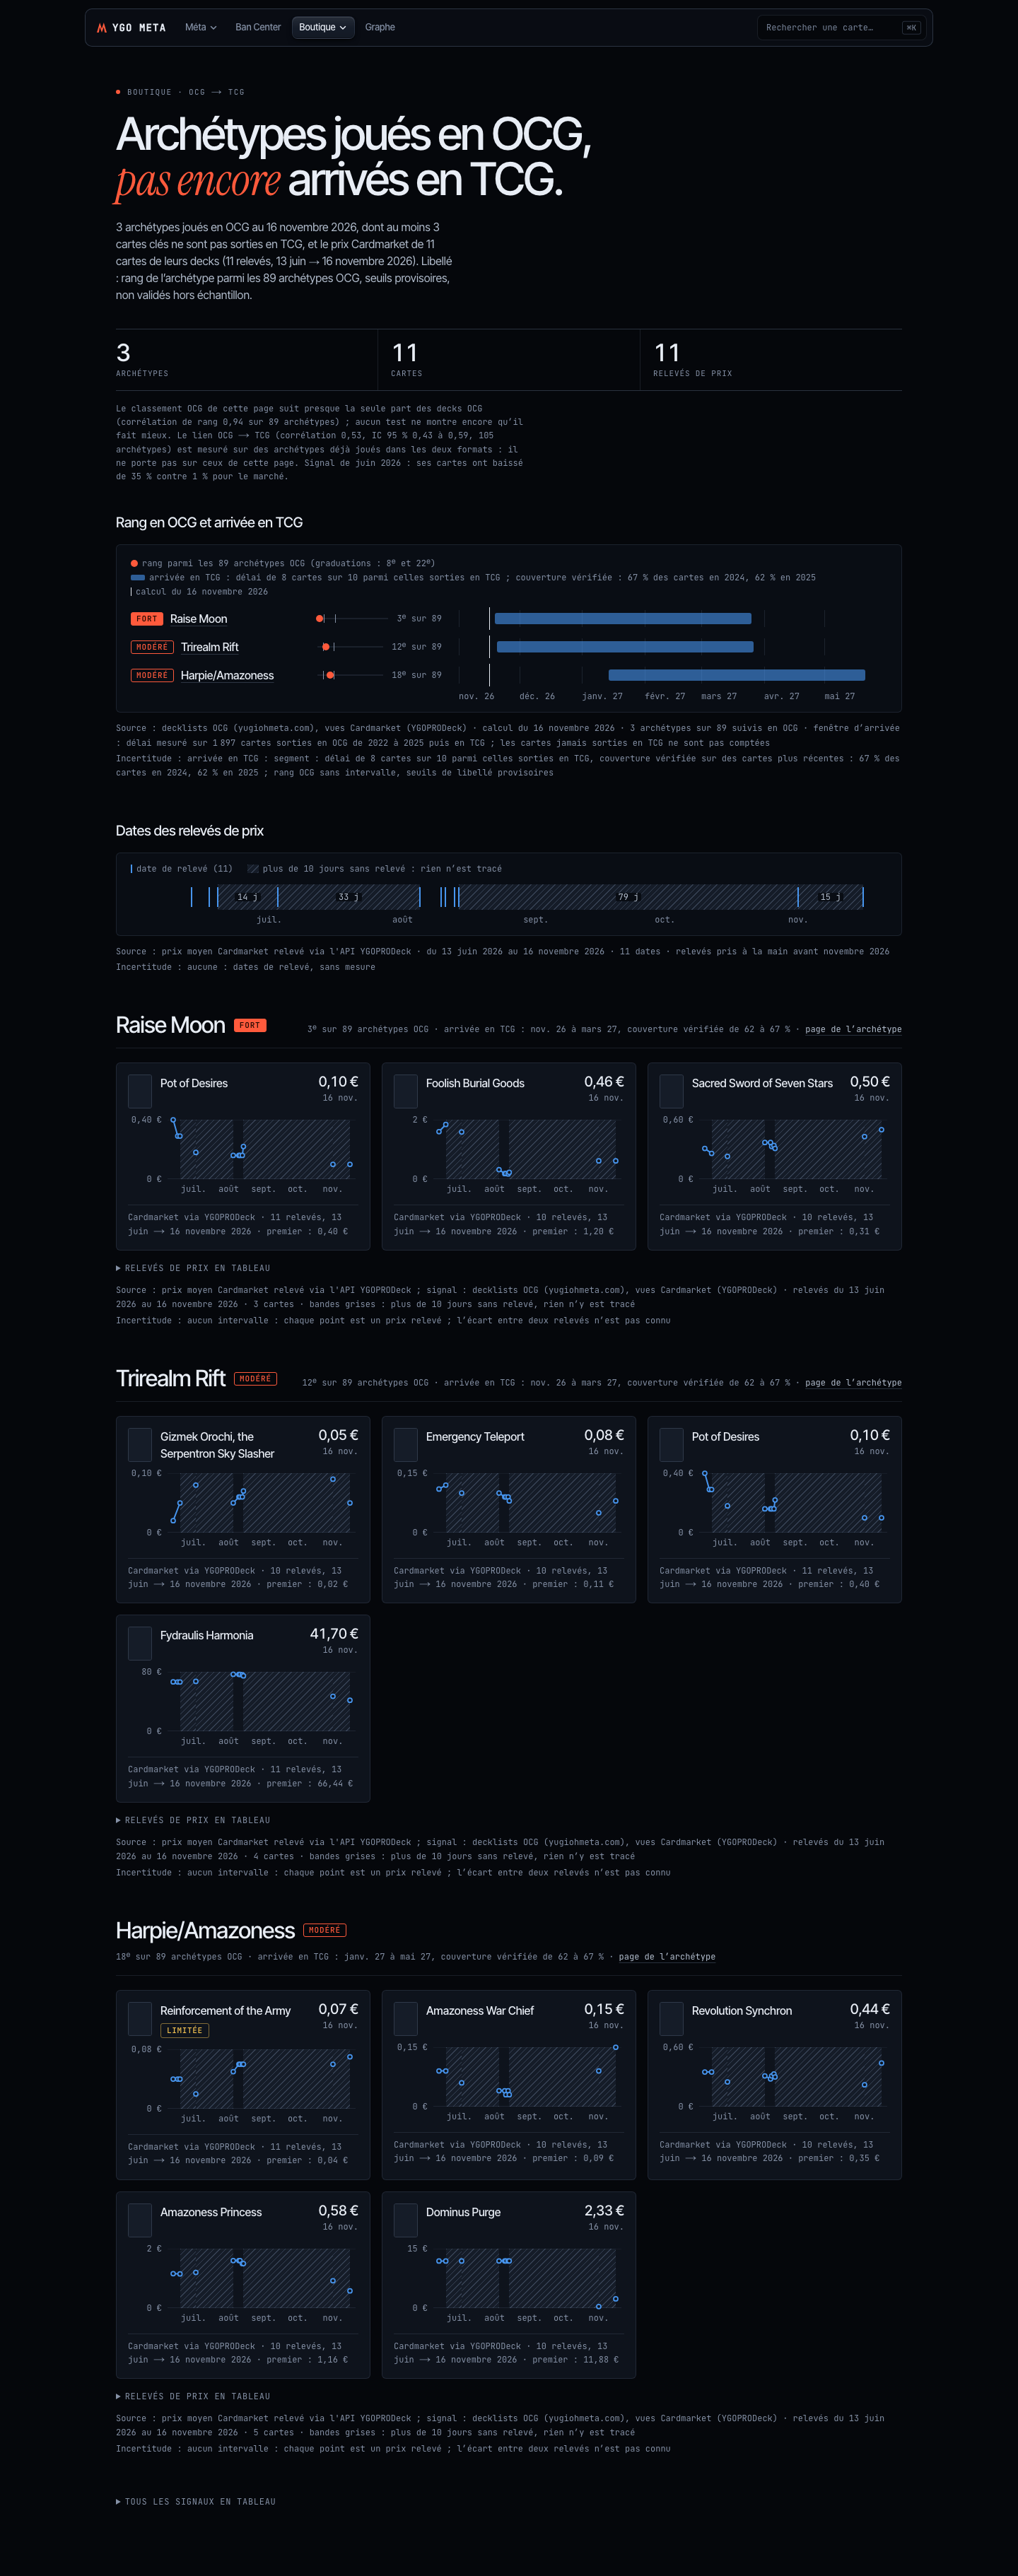 YGO META Méta Ban Center Boutique Graphe Rechercher une carte… ⌘K
BOUTIQUE · OCG ⟶ TCG
Archétypes joués en OCG,
pas encore arrivés en TCG.
3 archétypes joués en OCG au 16 novembre 2026, dont au moins 3
cartes clés ne sont pas sorties en TCG, et le prix Cardmarket de 11
cartes de leurs decks (11 relevés, 13 juin → 16 novembre 2026). Libellé
: rang de l’archétype parmi les 89 archétypes OCG, seuils provisoires,
non validés hors échantillon.
3 11 11
ARCHÉTYPES CARTES RELEVÉS DE PRIX
Le classement OCG de cette page suit presque la seule part des decks OCG
(corrélation de rang 0,94 sur 89 archétypes) ; aucun test ne montre encore qu’il
fait mieux. Le lien OCG ⟶ TCG (corrélation 0,53, IC 95 % 0,43 à 0,59, 105
archétypes) est mesuré sur des archétypes déjà joués dans les deux formats : il
ne porte pas sur ceux de cette page. Signal de juin 2026 : ses cartes ont baissé
de 35 % contre 1 % pour le marché.
Rang en OCG et arrivée en TCG
rang parmi les 89 archétypes OCG (graduations : 8ᵉ et 22ᵉ)
arrivée en TCG : délai de 8 cartes sur 10 parmi celles sorties en TCG ; couverture vérifiée : 67 % des cartes en 2024, 62 % en 2025
calcul du 16 novembre 2026
FORT Raise Moon 3ᵉ sur 89
MODÉRÉ Trirealm Rift 12ᵉ sur 89
MODÉRÉ Harpie/Amazoness 18ᵉ sur 89
nov. 26 déc. 26 janv. 27 févr. 27 mars 27 avr. 27 mai 27
Source : decklists OCG (yugiohmeta.com), vues Cardmarket (YGOPRODeck) · calcul du 16 novembre 2026 · 3 archétypes sur 89 suivis en OCG · fenêtre d’arrivée
: délai mesuré sur 1 897 cartes sorties en OCG de 2022 à 2025 puis en TCG ; les cartes jamais sorties en TCG ne sont pas comptées
Incertitude : arrivée en TCG : segment : délai de 8 cartes sur 10 parmi celles sorties en TCG, couverture vérifiée sur des cartes plus récentes : 67 % des
cartes en 2024, 62 % en 2025 ; rang OCG sans intervalle, seuils de libellé provisoires
Dates des relevés de prix
date de relevé (11) plus de 10 jours sans relevé : rien n’est tracé
14 j 33 j 79 j 15 j
juil. août sept. oct. nov.
Source : prix moyen Cardmarket relevé via l'API YGOPRODeck · du 13 juin 2026 au 16 novembre 2026 · 11 dates · relevés pris à la main avant novembre 2026
Incertitude : aucune : dates de relevé, sans mesure
Raise Moon FORT 3ᵉ sur 89 archétypes OCG · arrivée en TCG : nov. 26 à mars 27, couverture vérifiée de 62 à 67 % · page de l’archétype
Pot of Desires 0,10 € Foolish Burial Goods 0,46 € Sacred Sword of Seven Stars 0,50 €
16 nov. 16 nov. 16 nov.
0,40 € 2 € 0,60 €
0 € 0 € 0 €
juil. août sept. oct. nov. juil. août sept. oct. nov. juil. août sept. oct. nov.
Cardmarket via YGOPRODeck · 11 relevés, 13 Cardmarket via YGOPRODeck · 10 relevés, 13 Cardmarket via YGOPRODeck · 10 relevés, 13
juin ⟶ 16 novembre 2026 · premier : 0,40 € juin ⟶ 16 novembre 2026 · premier : 1,20 € juin ⟶ 16 novembre 2026 · premier : 0,31 €
RELEVÉS DE PRIX EN TABLEAU
Source : prix moyen Cardmarket relevé via l'API YGOPRODeck ; signal : decklists OCG (yugiohmeta.com), vues Cardmarket (YGOPRODeck) · relevés du 13 juin
2026 au 16 novembre 2026 · 3 cartes · bandes grises : plus de 10 jours sans relevé, rien n’y est tracé
Incertitude : aucun intervalle : chaque point est un prix relevé ; l’écart entre deux relevés n’est pas connu
Trirealm Rift MODÉRÉ 12ᵉ sur 89 archétypes OCG · arrivée en TCG : nov. 26 à mars 27, couverture vérifiée de 62 à 67 % · page de l’archétype
Gizmek Orochi, the 0,05 € Emergency Teleport 0,08 € Pot of Desires 0,10 €
Serpentron Sky Slasher 16 nov. 16 nov. 16 nov.
0,10 € 0,15 € 0,40 €
0 € 0 € 0 €
juil. août sept. oct. nov. juil. août sept. oct. nov. juil. août sept. oct. nov.
Cardmarket via YGOPRODeck · 10 relevés, 13 Cardmarket via YGOPRODeck · 10 relevés, 13 Cardmarket via YGOPRODeck · 11 relevés, 13
juin ⟶ 16 novembre 2026 · premier : 0,02 € juin ⟶ 16 novembre 2026 · premier : 0,11 € juin ⟶ 16 novembre 2026 · premier : 0,40 €
Fydraulis Harmonia 41,70 €
16 nov.
80 €
0 €
juil. août sept. oct. nov.
Cardmarket via YGOPRODeck · 11 relevés, 13
juin ⟶ 16 novembre 2026 · premier : 66,44 €
RELEVÉS DE PRIX EN TABLEAU
Source : prix moyen Cardmarket relevé via l'API YGOPRODeck ; signal : decklists OCG (yugiohmeta.com), vues Cardmarket (YGOPRODeck) · relevés du 13 juin
2026 au 16 novembre 2026 · 4 cartes · bandes grises : plus de 10 jours sans relevé, rien n’y est tracé
Incertitude : aucun intervalle : chaque point est un prix relevé ; l’écart entre deux relevés n’est pas connu
Harpie/Amazoness MODÉRÉ
18ᵉ sur 89 archétypes OCG · arrivée en TCG : janv. 27 à mai 27, couverture vérifiée de 62 à 67 % · page de l’archétype
Reinforcement of the Army 0,07 € Amazoness War Chief 0,15 € Revolution Synchron 0,44 €
LIMITÉE 16 nov. 16 nov. 16 nov.
0,08 € 0,15 € 0,60 €
0 € 0 € 0 €
juil. août sept. oct. nov. juil. août sept. oct. nov. juil. août sept. oct. nov.
Cardmarket via YGOPRODeck · 11 relevés, 13 Cardmarket via YGOPRODeck · 10 relevés, 13 Cardmarket via YGOPRODeck · 10 relevés, 13
juin ⟶ 16 novembre 2026 · premier : 0,04 € juin ⟶ 16 novembre 2026 · premier : 0,09 € juin ⟶ 16 novembre 2026 · premier : 0,35 €
Amazoness Princess 0,58 € Dominus Purge 2,33 €
16 nov. 16 nov.
2 € 15 €
0 € 0 €
juil. août sept. oct. nov. juil. août sept. oct. nov.
Cardmarket via YGOPRODeck · 10 relevés, 13 Cardmarket via YGOPRODeck · 10 relevés, 13
juin ⟶ 16 novembre 2026 · premier : 1,16 € juin ⟶ 16 novembre 2026 · premier : 11,88 €
RELEVÉS DE PRIX EN TABLEAU
Source : prix moyen Cardmarket relevé via l'API YGOPRODeck ; signal : decklists OCG (yugiohmeta.com), vues Cardmarket (YGOPRODeck) · relevés du 13 juin
2026 au 16 novembre 2026 · 5 cartes · bandes grises : plus de 10 jours sans relevé, rien n’y est tracé
Incertitude : aucun intervalle : chaque point est un prix relevé ; l’écart entre deux relevés n’est pas connu
TOUS LES SIGNAUX EN TABLEAU